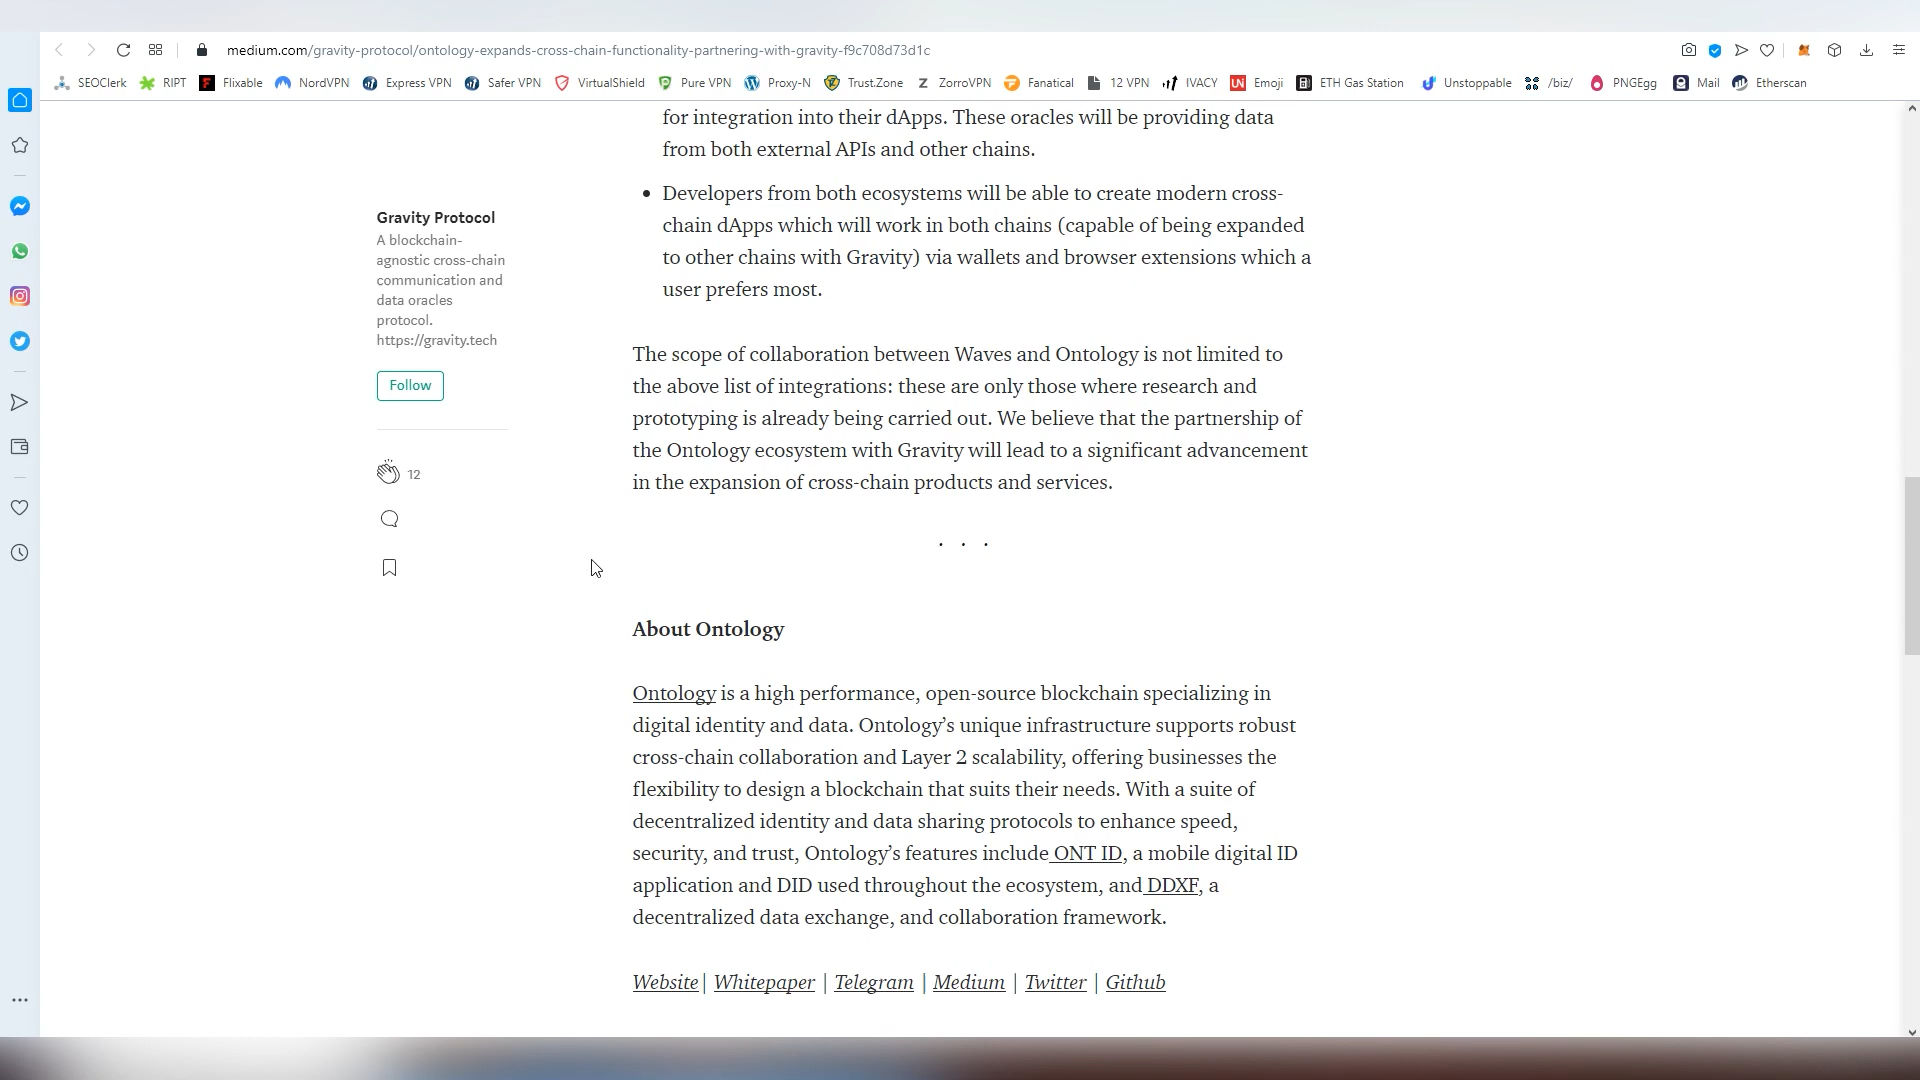 medium.com/gravity-protocol/ontology-expands-cross-chain-functionality-partnering-with-gravity-f9c708d73d1c
SEOClerk RIPT Flixable NordVPN Express VPN Safer VPN VirtualShield Pure VPN Proxy-N Trust.Zone ZorroVPN Fanatical 12 VPN IVACY Emoji ETH Gas Station Unstoppable /biz/ PNGEgg Mail Etherscan
for integration into their dApps. These oracles will be providing data
from both external APIs and other chains.
• Developers from both ecosystems will be able to create modern cross-
chain dApps which will work in both chains (capable of being expanded
to other chains with Gravity) via wallets and browser extensions which a
user prefers most.
Gravity Protocol
A blockchain-
agnostic cross-chain
communication and
data oracles
protocol.
https://gravity.tech
Follow
12
The scope of collaboration between Waves and Ontology is not limited to
the above list of integrations: these are only those where research and
prototyping is already being carried out. We believe that the partnership of
the Ontology ecosystem with Gravity will lead to a significant advancement
in the expansion of cross-chain products and services.
. . .
About Ontology
Ontology is a high performance, open-source blockchain specializing in
digital identity and data. Ontology’s unique infrastructure supports robust
cross-chain collaboration and Layer 2 scalability, offering businesses the
flexibility to design a blockchain that suits their needs. With a suite of
decentralized identity and data sharing protocols to enhance speed,
security, and trust, Ontology’s features include ONT ID, a mobile digital ID
application and DID used throughout the ecosystem, and DDXF, a
decentralized data exchange, and collaboration framework.
Website | Whitepaper | Telegram | Medium | Twitter | Github